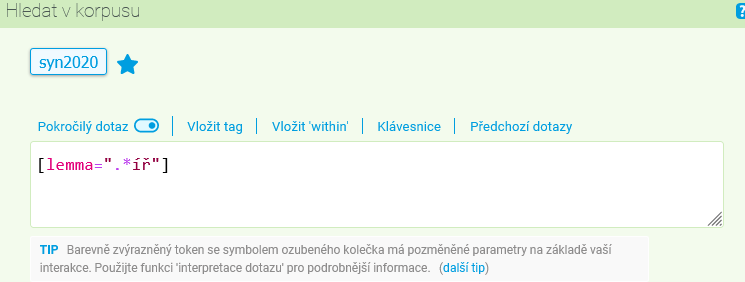 Hledat v korpusu
?
syn2020
Pokročilý dotaz Vložit tag Vložit 'within' Klávesnice Předchozí dotazy
[lemma=".*íř"]
TIP Barevně zvýrazněný token se symbolem ozubeného kolečka má pozměněné parametry na základě vaší
interakce. Použijte funkci 'interpretace dotazu' pro podrobnější informace. (další tip)